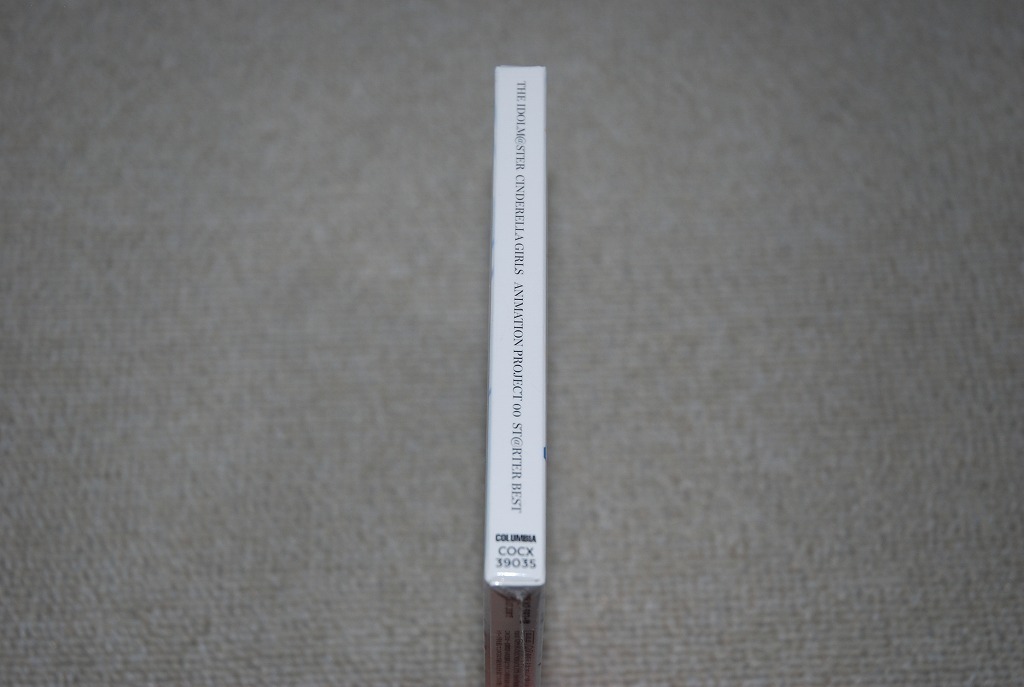 THE IDOLM@STER CINDERELLA GIRLS ANIMATION PROJECT 00 ST@RTER BEST
COLUMBIA
COCX
39035